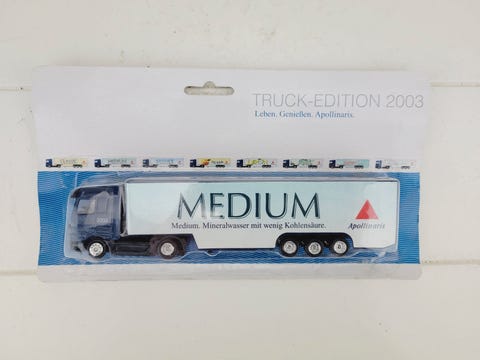 TRUCK-EDITION 2003
Leben. Genießen. Apollinaris.
MEDIUM
Medium. Mineralwasser mit wenig Kohlensäure.
Apollinaris